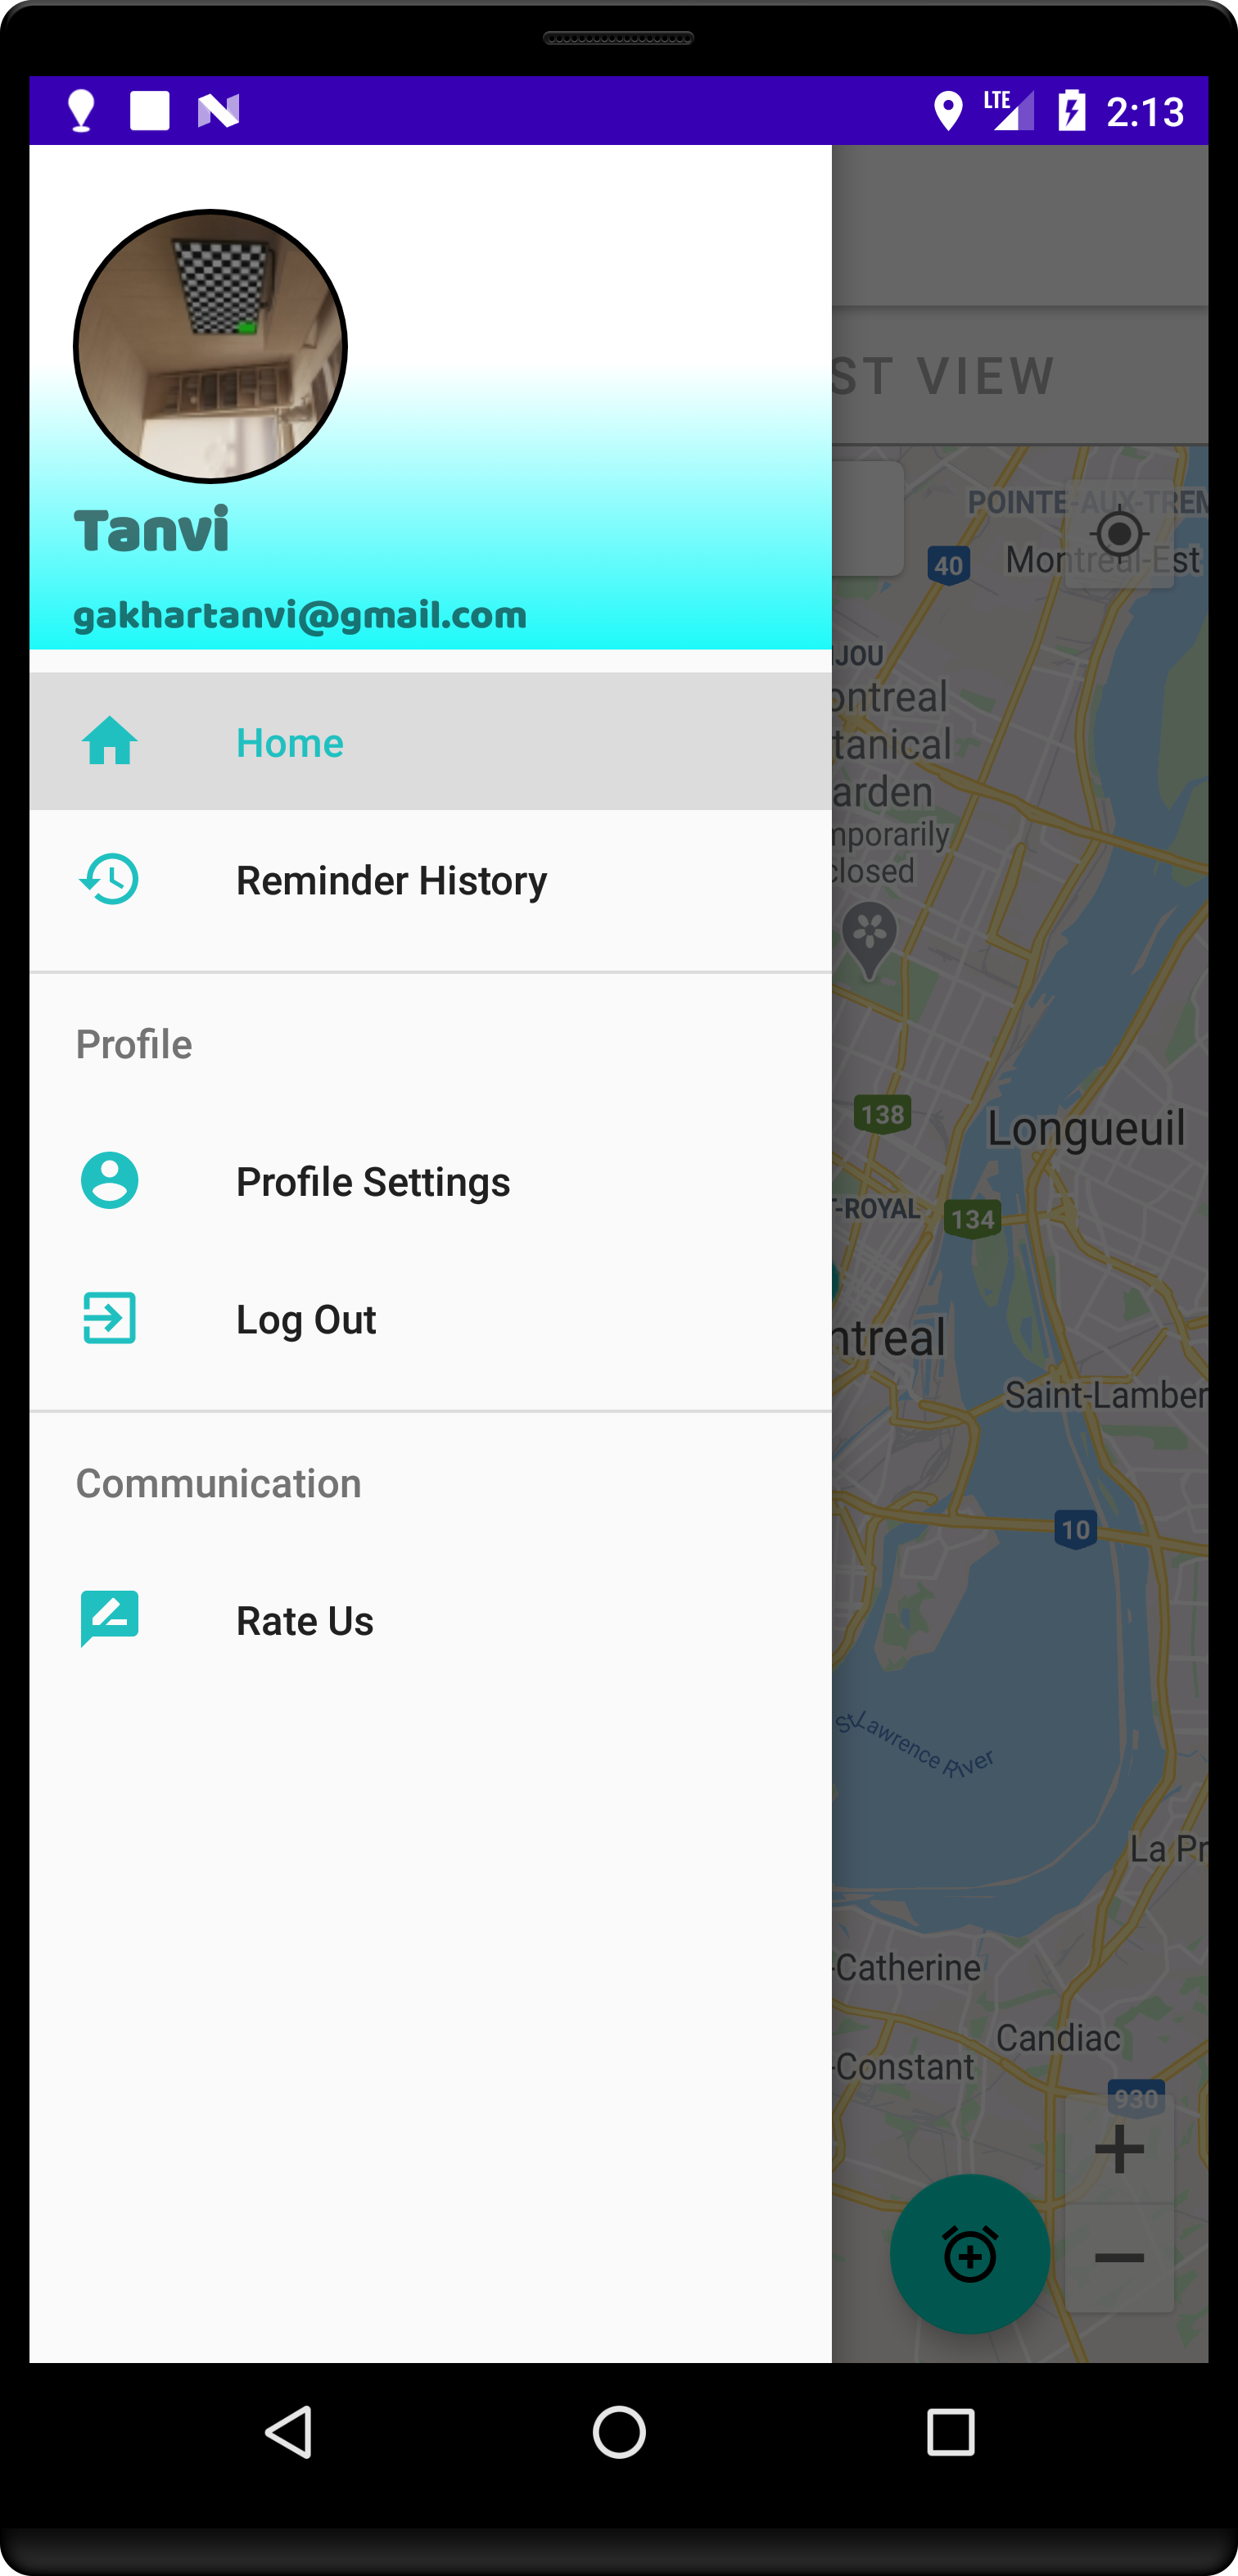 LTE 2:13
ST VIEW
Tanvi
gakhartanvi@gmail.com
Home
Reminder History
Profile
Profile Settings
Log Out
Communication
Rate Us
POINTE-AUX-TREM
40
Montreal-Est
JOU
ontreal
tanical
arden
mporarily
closed
138
Longueuil
T-ROYAL
134
ntreal
Saint-Lamber
10
St Lawrence River
La Pr
-Catherine
Candiac
-Constant
930